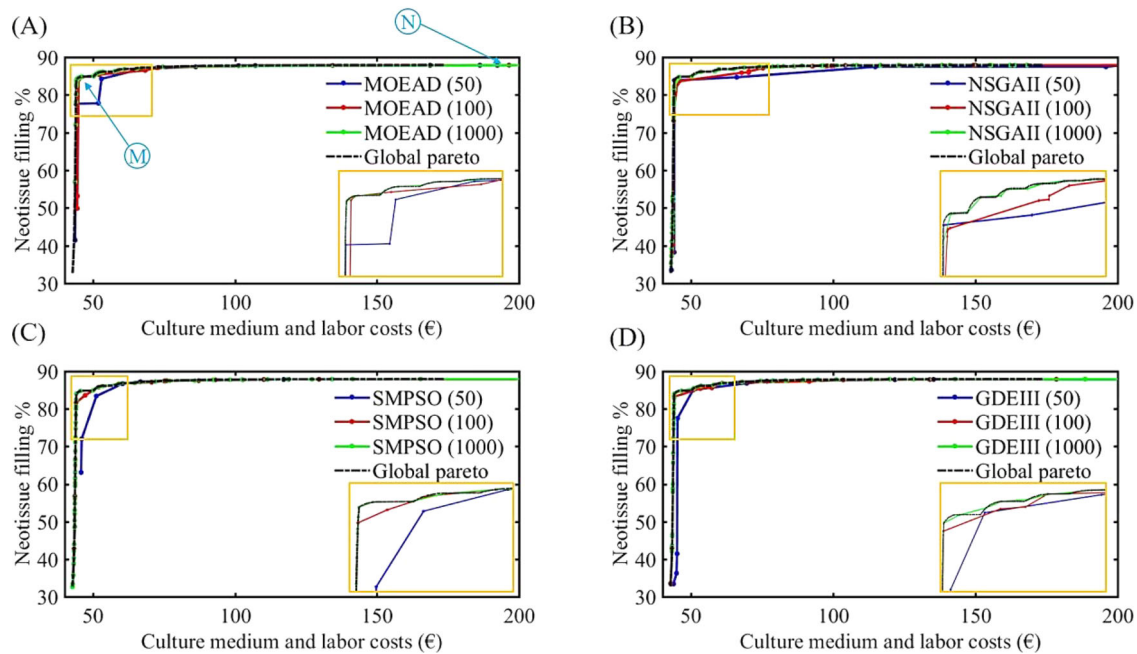 (A)
N
(B)
90
80
70
60
50
40
30
Neotissue filling %
MOEAD (50)
MOEAD (100)
MOEAD (1000)
Global pareto
M
50
100
150
200
Culture medium and labor costs (€)
90
80
70
60
50
40
30
Neotissue filling %
NSGAII (50)
NSGAII (100)
NSGAII (1000)
Global pareto
50
100
150
200
Culture medium and labor costs (€)
(C)
90
80
70
60
50
40
30
Neotissue filling %
SMPSO (50)
SMPSO (100)
SMPSO (1000)
Global pareto
50
100
150
200
Culture medium and labor costs (€)
(D)
90
80
70
60
50
40
30
Neotissue filling %
GDEIII (50)
GDEIII (100)
GDEIII (1000)
Global pareto
50
100
150
200
Culture medium and labor costs (€)